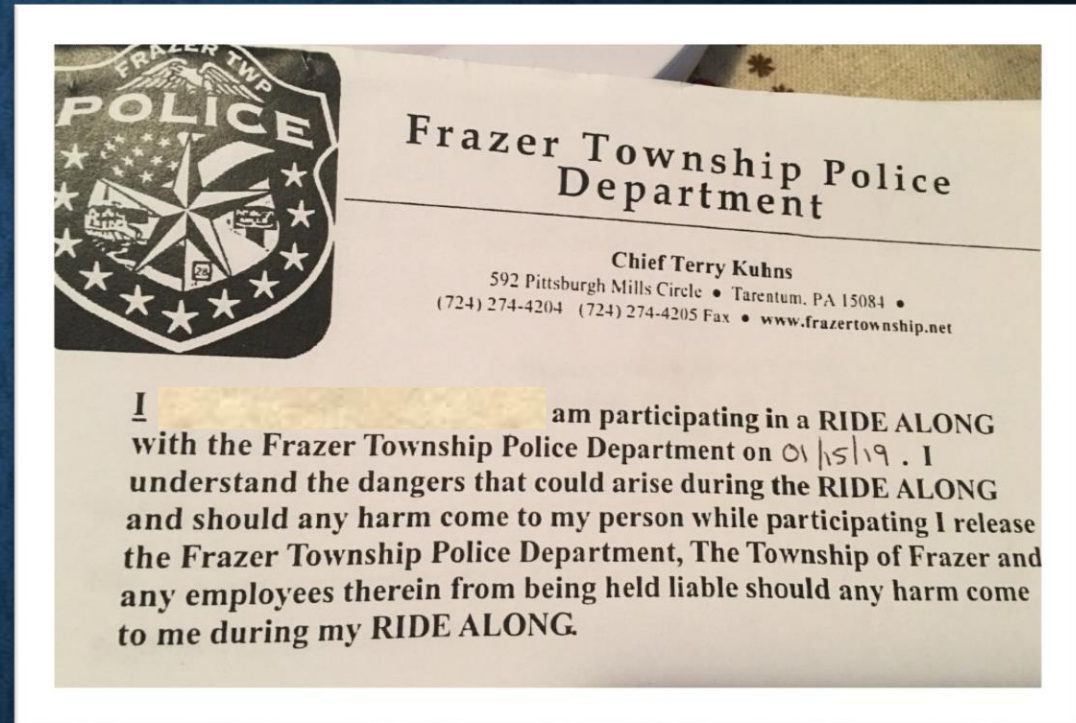 FRAZER TWP
POLICE
28
Frazer Township Police
Department
Chief Terry Kuhns
592 Pittsburgh Mills Circle • Tarentum, PA 15084 •
(724) 274-4204 (724) 274-4205 Fax • www.frazertownship.net
I am participating in a RIDE ALONG
with the Frazer Township Police Department on 01/15/19. I
understand the dangers that could arise during the RIDE ALONG
and should any harm come to my person while participating I release
the Frazer Township Police Department, The Township of Frazer and
any employees therein from being held liable should any harm come
to me during my RIDE ALONG.